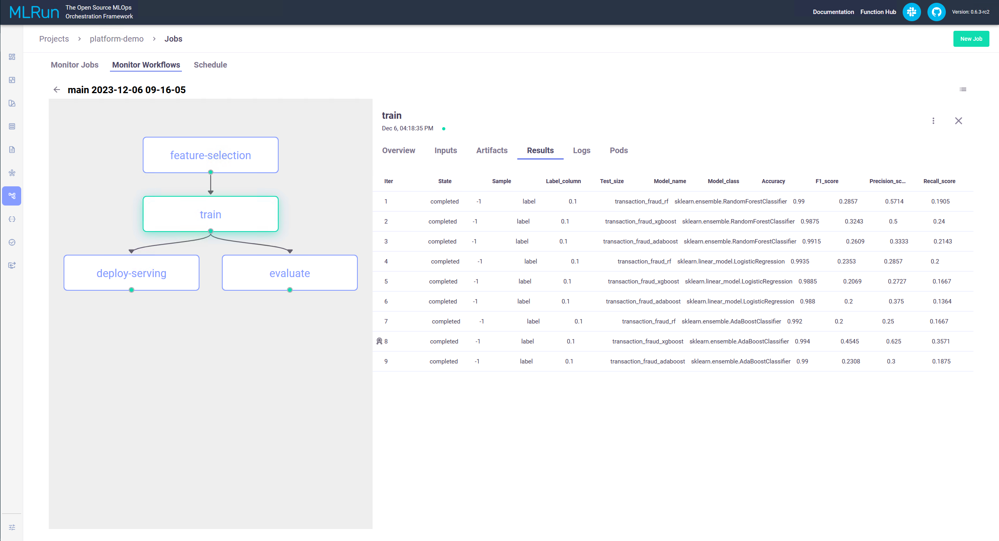 MLRun
The Open Source MLOps
Orchestration Framework
Documentation Function Hub Version: 0.6.3-rc2
Projects > platform-demo > Jobs
New Job
Monitor Jobs Monitor Workflows Schedule
main 2023-12-06 09-16-05
feature-selection
train
deploy-serving evaluate
train
Dec 6, 04:18:35 PM
Overview Inputs Artifacts Results Logs Pods
Iter State Sample Label_column Test_size Model_name Model_class Accuracy F1_score Precision_sc... Recall_score
1 completed -1 label 0.1 transaction_fraud_rf sklearn.ensemble.RandomForestClassifier 0.99 0.2857 0.5714 0.1905
2 completed -1 label 0.1 transaction_fraud_xgboost sklearn.ensemble.RandomForestClassifier 0.9875 0.3243 0.5 0.24
3 completed -1 label 0.1 transaction_fraud_adaboost sklearn.ensemble.RandomForestClassifier 0.9915 0.2609 0.3333 0.2143
4 completed -1 label 0.1 transaction_fraud_rf sklearn.linear_model.LogisticRegression 0.9935 0.2353 0.2857 0.2
5 completed -1 label 0.1 transaction_fraud_xgboost sklearn.linear_model.LogisticRegression 0.9885 0.2069 0.2727 0.1667
6 completed -1 label 0.1 transaction_fraud_adaboost sklearn.linear_model.LogisticRegression 0.988 0.2 0.375 0.1364
7 completed -1 label 0.1 transaction_fraud_rf sklearn.ensemble.AdaBoostClassifier 0.992 0.2 0.25 0.1667
8 completed -1 label 0.1 transaction_fraud_xgboost sklearn.ensemble.AdaBoostClassifier 0.994 0.4545 0.625 0.3571
9 completed -1 label 0.1 transaction_fraud_adaboost sklearn.ensemble.AdaBoostClassifier 0.99 0.2308 0.3 0.1875